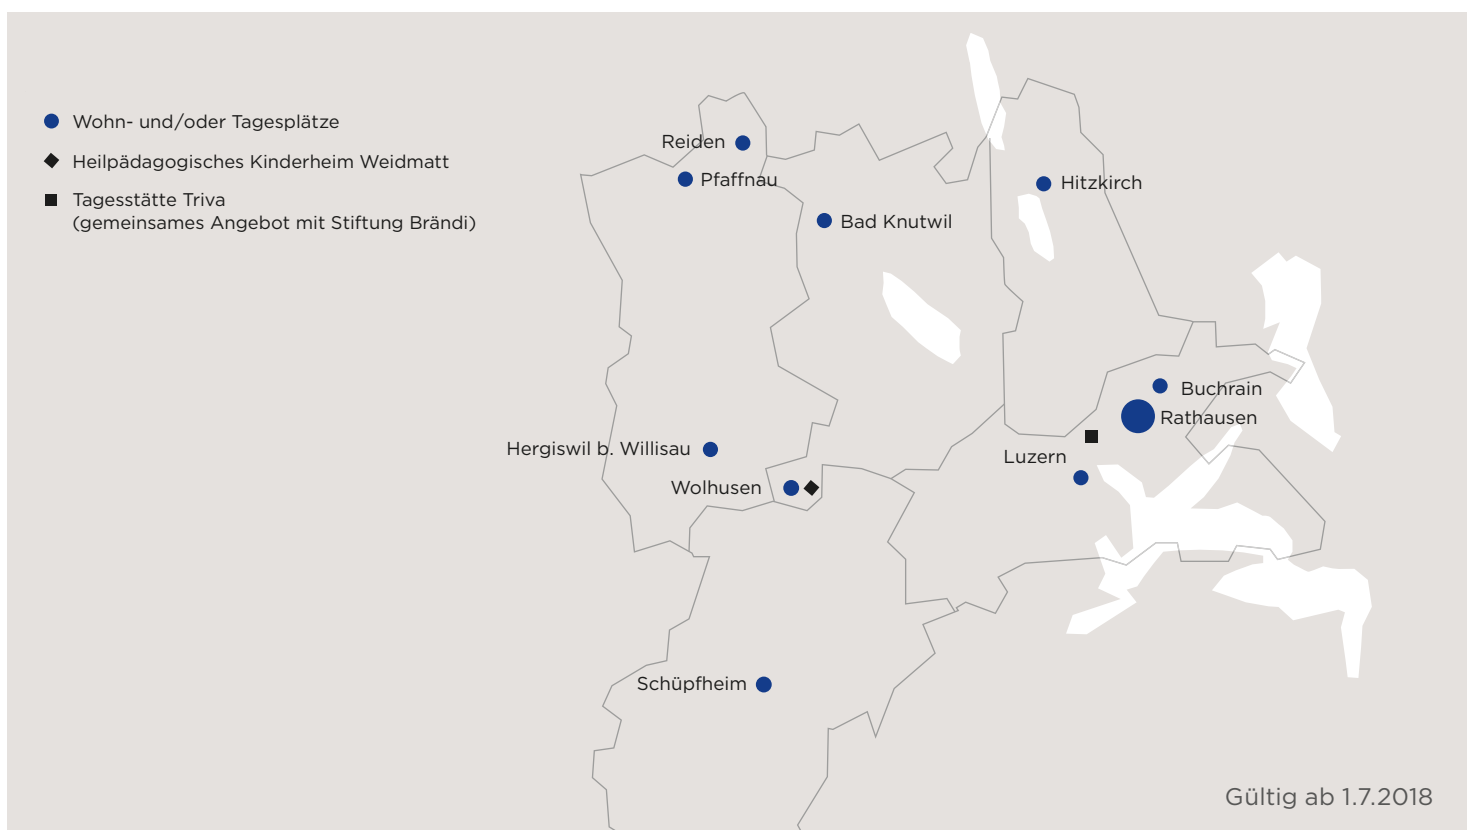 Wohn- und/oder Tagesplätze
Heilpädagogisches Kinderheim Weidmatt
Tagesstätte Triva
(gemeinsames Angebot mit Stiftung Brändi)
Reiden
Pfaffnau
Hitzkirch
Bad Knutwil
Buchrain
Rathausen
Hergiswil b. Willisau
Luzern
Wolhusen
Schüpfheim
Gültig ab 1.7.2018